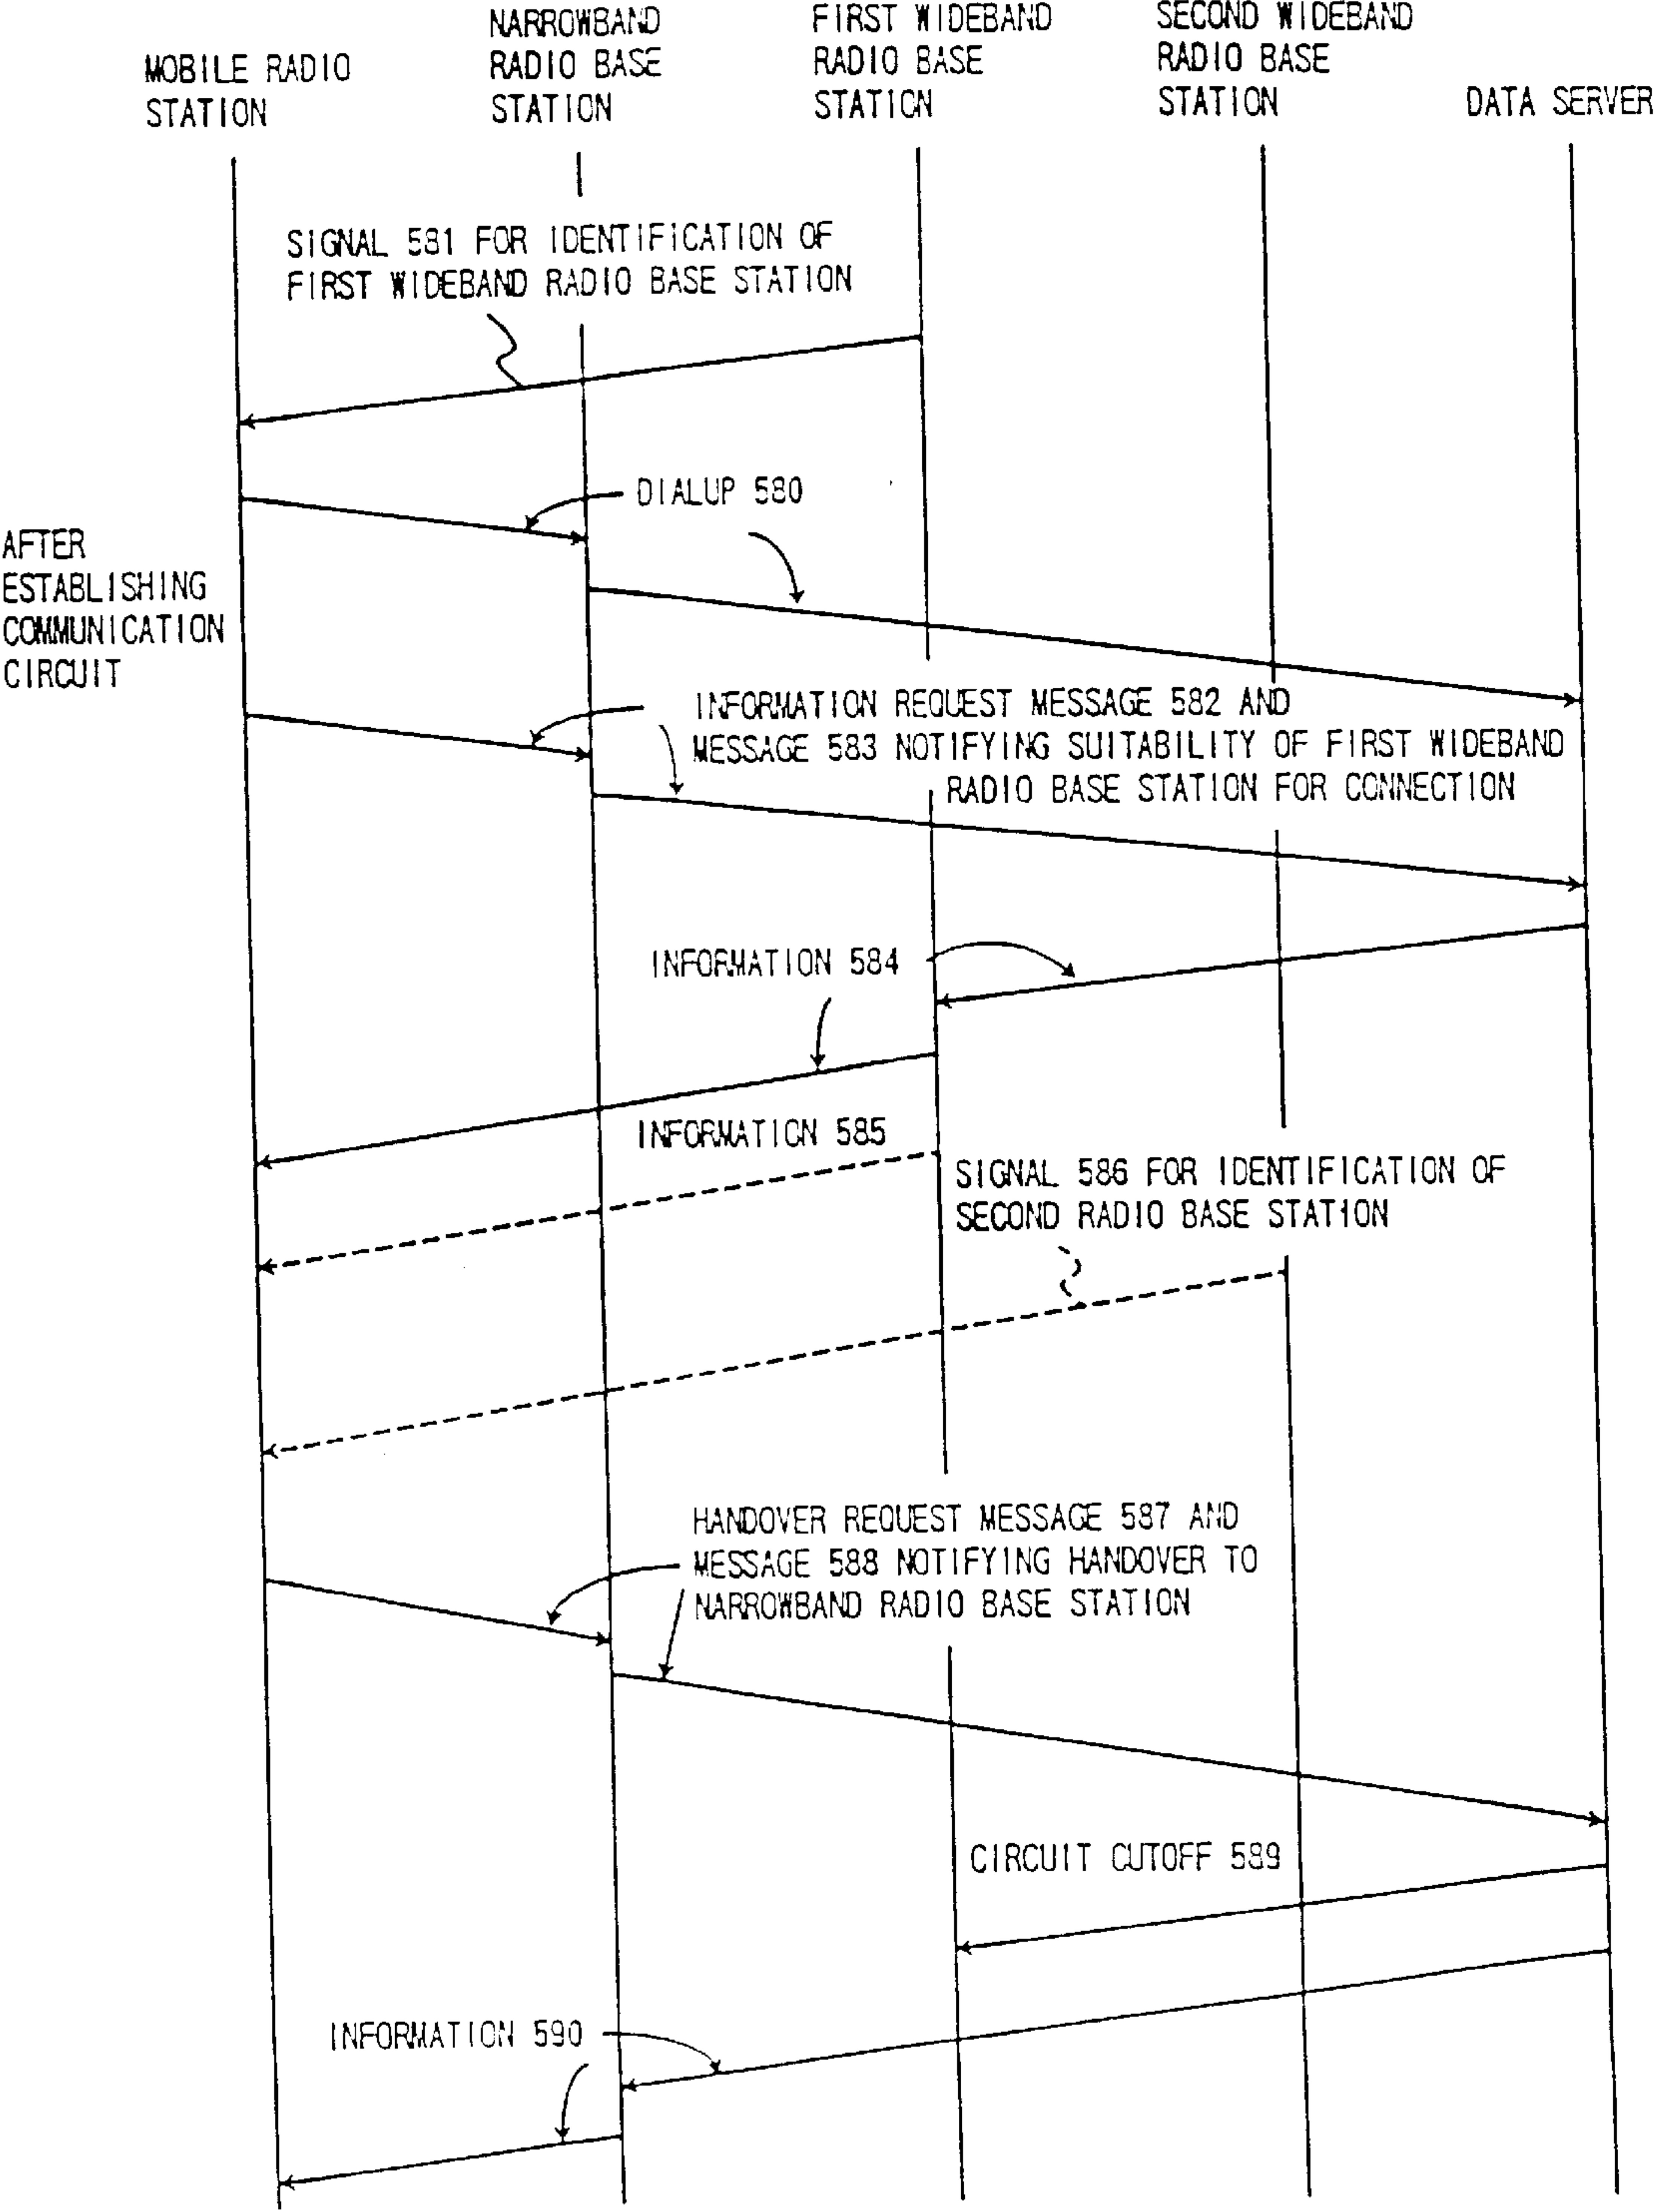 MOBILE RADIO
STATION
NARROWBAND
RADIO BASE
STATION
FIRST WIDEBAND
RADIO BASE
STATION
SECOND WIDEBAND
RADIO BASE
STATION
DATA SERVER
SIGNAL 581 FOR IDENTIFICATION OF
FIRST WIDEBAND RADIO BASE STATION
DIALUP 580
AFTER
ESTABLISHING
COMMUNICATION
CIRCUIT
INFORMATION REQUEST MESSAGE 582 AND
MESSAGE 583 NOTIFYING SUITABILITY OF FIRST WIDEBAND
RADIO BASE STATION FOR CONNECTION
INFORMATION 584
INFORMATION 585
SIGNAL 586 FOR IDENTIFICATION OF
SECOND RADIO BASE STATION
HANDOVER REQUEST MESSAGE 587 AND
MESSAGE 588 NOTIFYING HANDOVER TO
NARROWBAND RADIO BASE STATION
CIRCUIT CUTOFF 589
INFORMATION 590